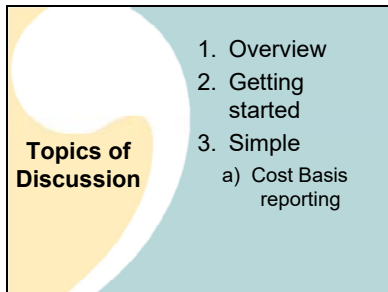 Topics of
Discussion
1. Overview
2. Getting
started
3. Simple
a) Cost Basis
reporting